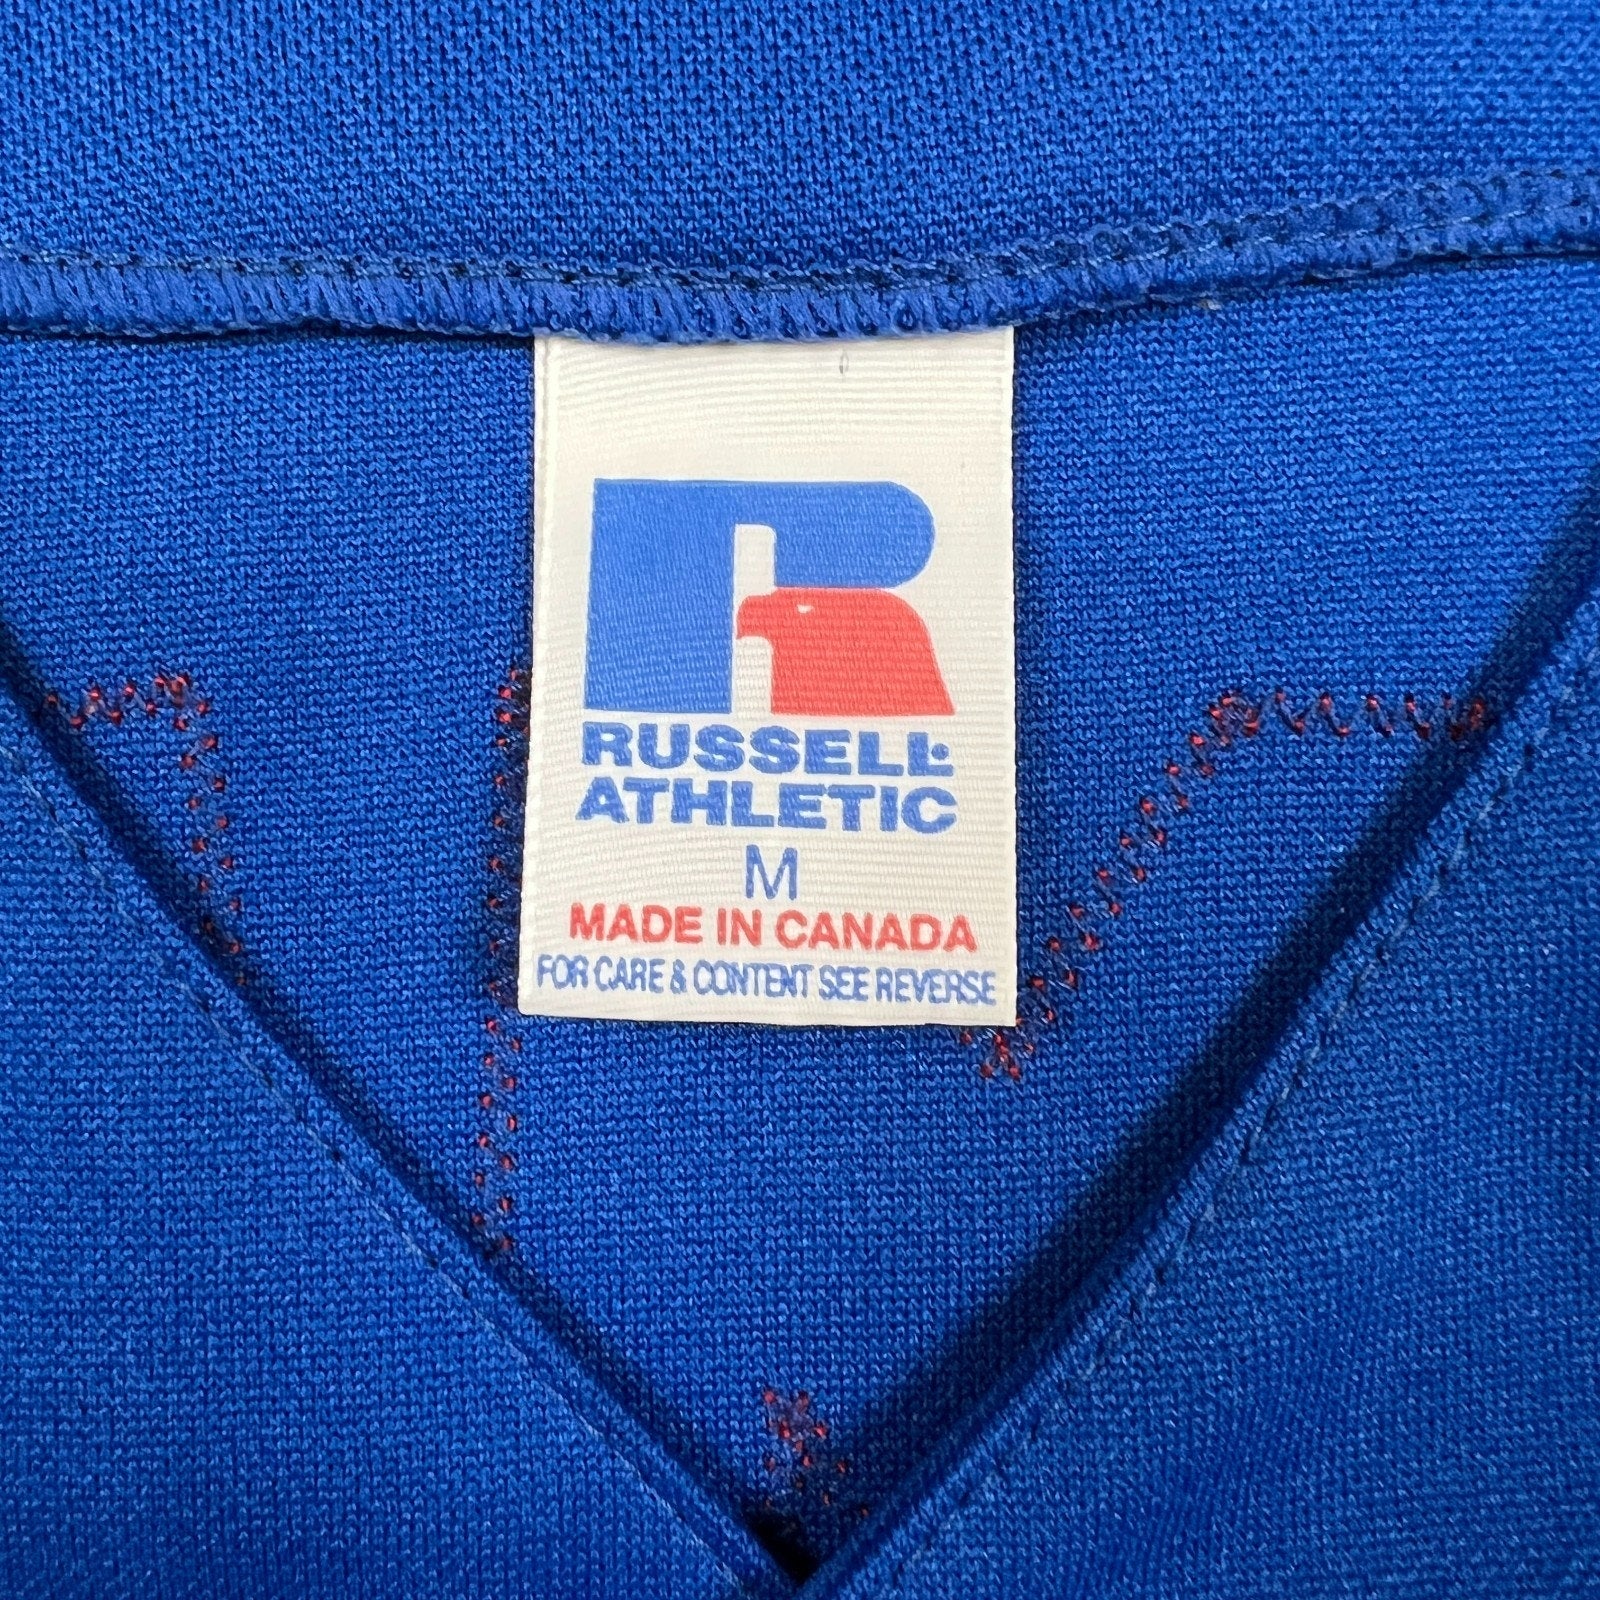 R
RUSSELL
ATHLETIC
M
MADE IN CANADA
FOR CARE & CONTENT SEE REVERSE